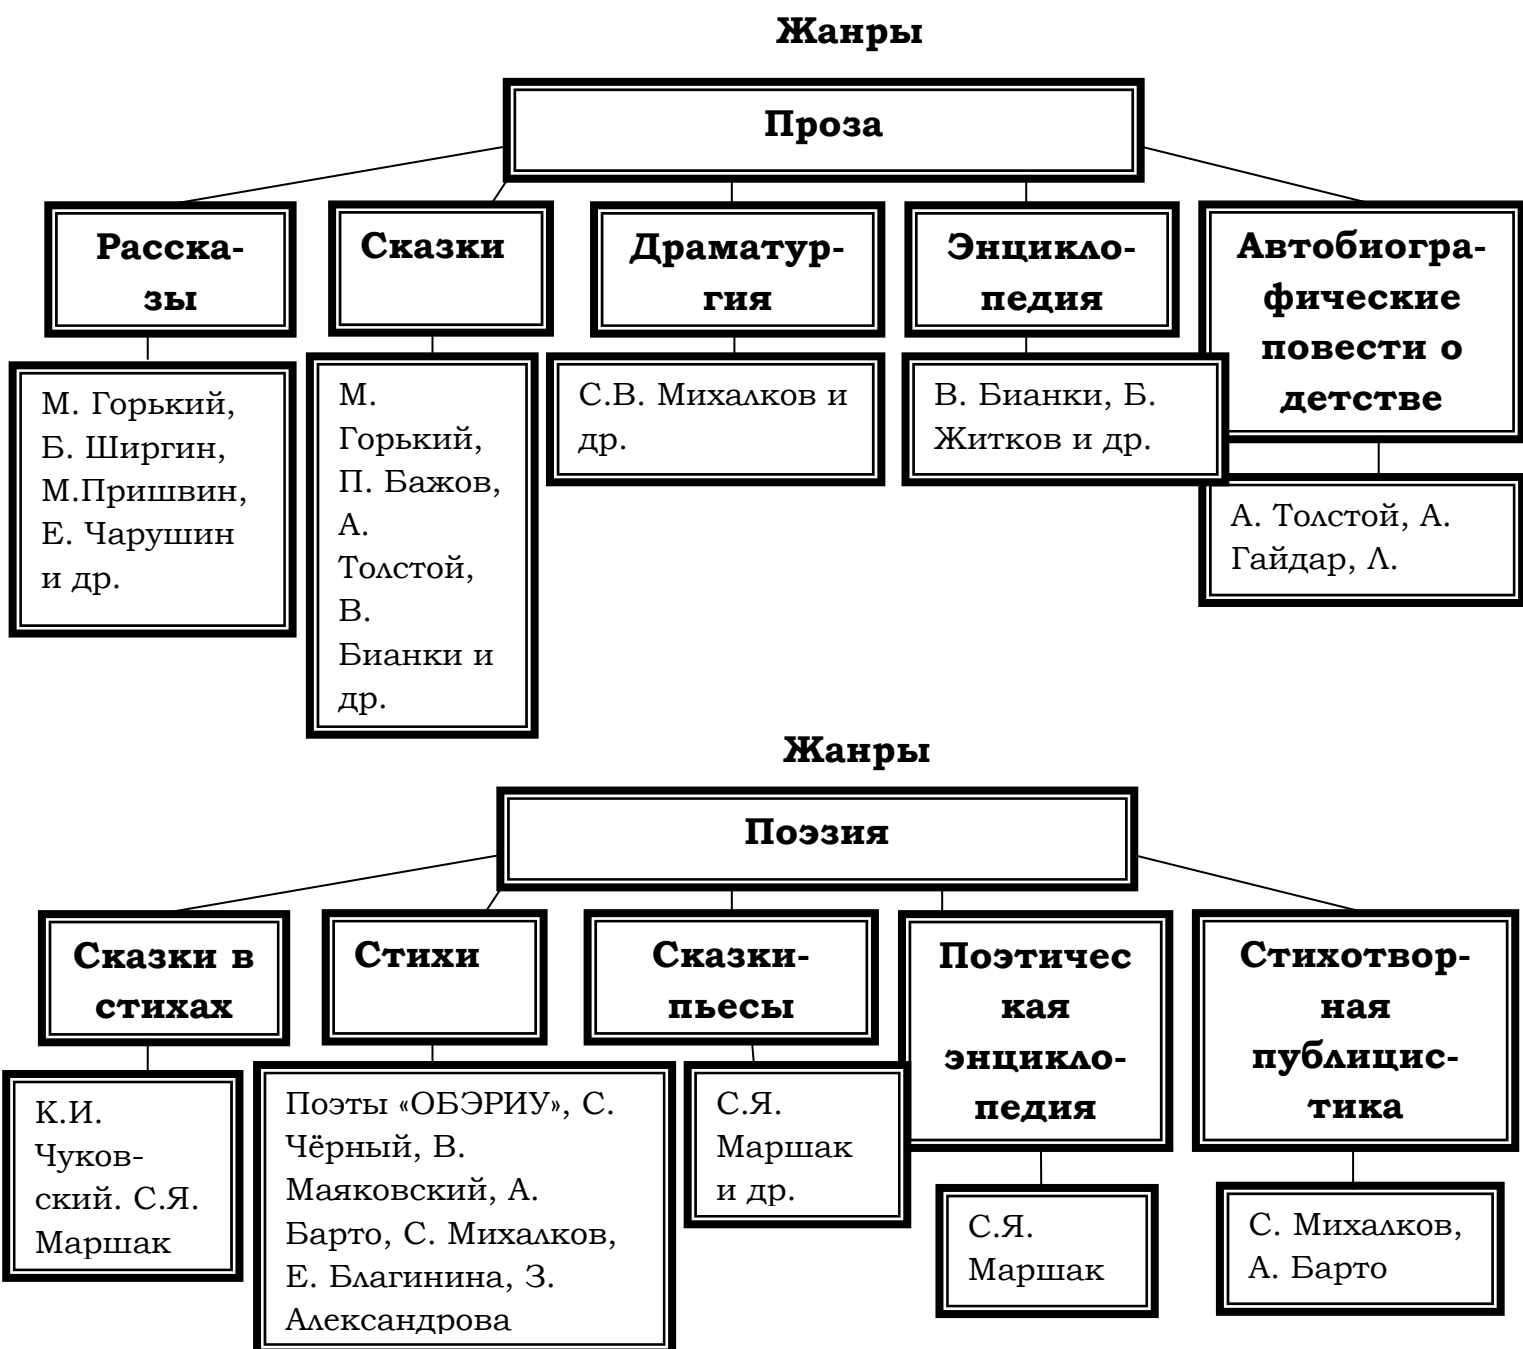 Жанры
Проза
Расска-
зы
Сказки
Драматур-
гия
Энцикло-
педия
Автобиогра-
фические
повести о
детстве
М. Горький,
Б. Ширгин,
М.Пришвин,
Е. Чарушин
и др.
М.
Горький,
П. Бажов,
А.
Толстой,
В.
Бианки и
др.
С.В. Михалков и
др.
В. Бианки, Б.
Житков и др.
А. Толстой, А.
Гайдар, Л.
Жанры
Поэзия
Сказки в
стихах
Стихи
Сказки-
пьесы
Поэтичес
кая
энцикло-
педия
Стихотвор-
ная
публицис-
тика
К.И.
Чуков-
ский. С.Я.
Маршак
Поэты «ОБЭРИУ», С.
Чёрный, В.
Маяковский, А.
Барто, С. Михалков,
Е. Благинина, З.
Александрова
С.Я.
Маршак
и др.
С.Я.
Маршак
С. Михалков,
А. Барто